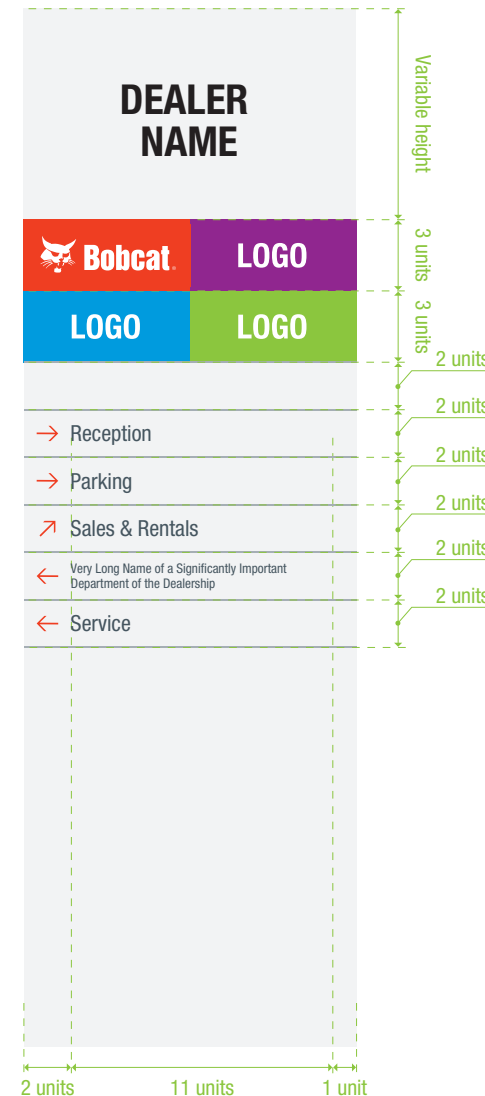 DEALER
NAME
Variable height
Bobcat.
LOGO
3 units
LOGO
LOGO
3 units
2 units
2 units
Reception
2 units
Parking
2 units
Sales & Rentals
2 units
Very Long Name of a Significantly Important
Department of the Dealership
2 units
Service
2 units
11 units
1 unit